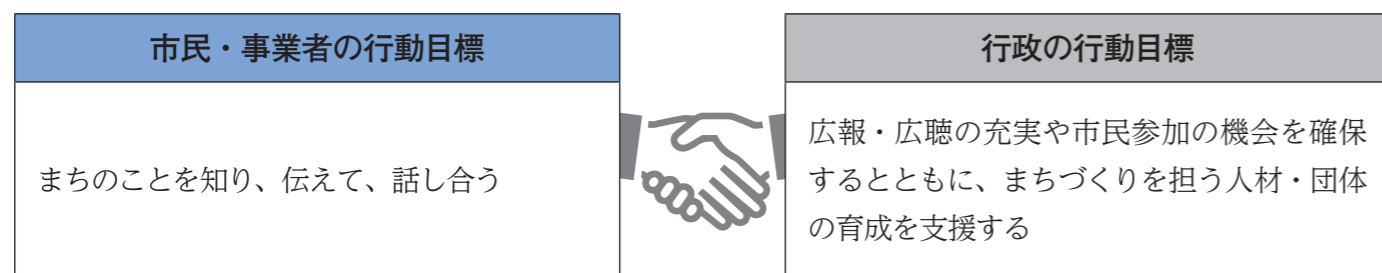 市民・事業者の行動目標
まちのことを知り、伝えて、話し合う
行政の行動目標
広報・広聴の充実や市民参加の機会を確保
するとともに、まちづくりを担う人材・団体
の育成を支援する